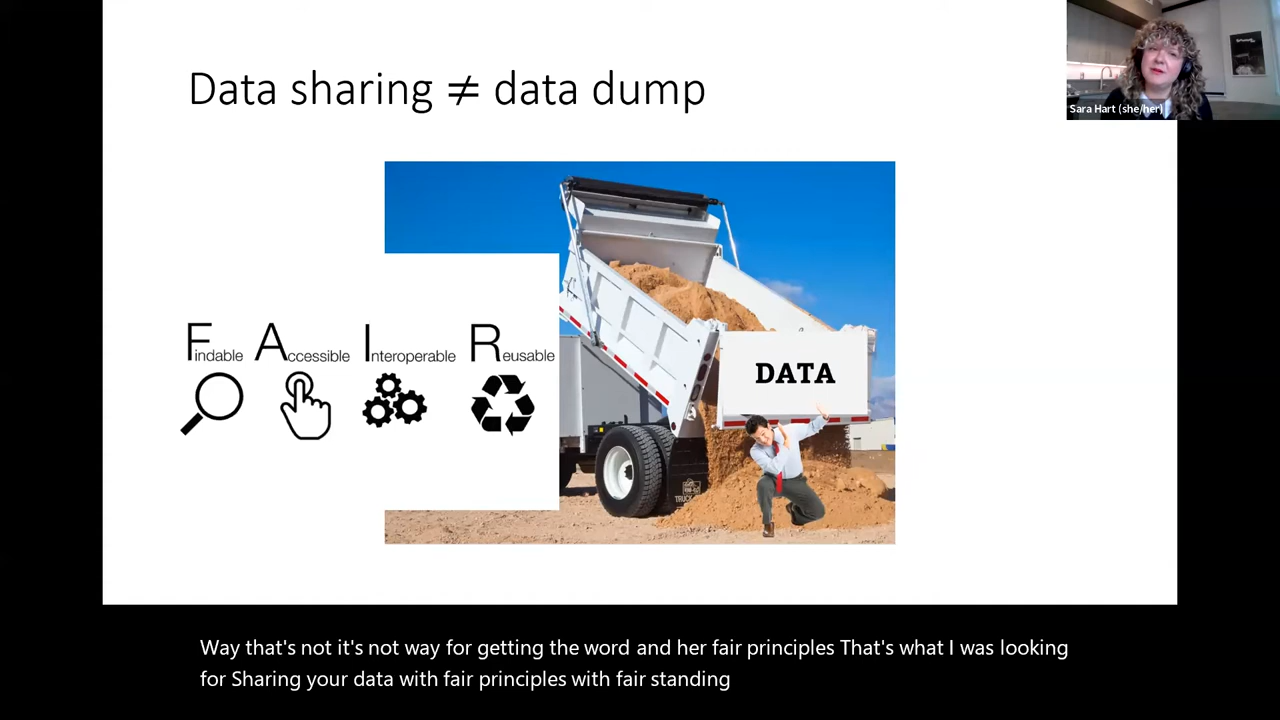 Data sharing ≠ data dump
Sara Hart (she/her)
Findable Accessible Interoperable Reusable
DATA
Way that's not it's not way for getting the word and her fair principles That's what I was looking
for Sharing your data with fair principles with fair standing